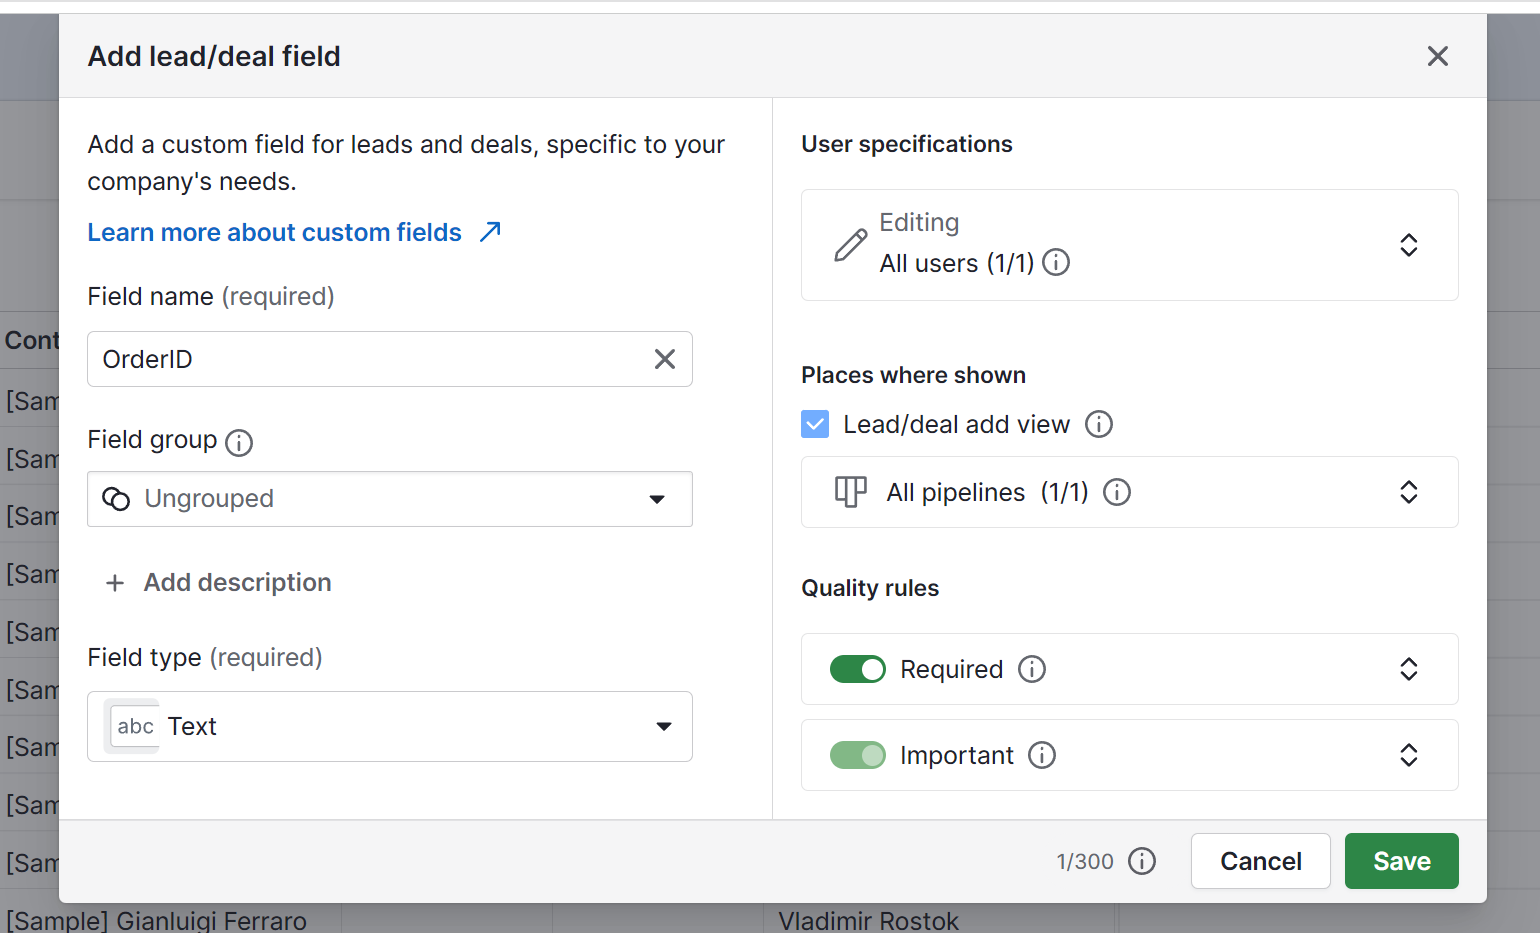 Add lead/deal field
Add a custom field for leads and deals, specific to your
company's needs.
Learn more about custom fields
Field name (required)
OrderID
Field group
Ungrouped
+ Add description
Field type (required)
abc Text
User specifications
Editing
All users (1/1)
Places where shown
Lead/deal add view
All pipelines (1/1)
Quality rules
Required
Important
1/300
Cancel
Save
Cont
[Sam
[Sam
[Sam
[Sam
[Sam
[Sam
[Sam
[Sam
[Sam
[Sample] Gianluigi Ferraro
Vladimir Rostok